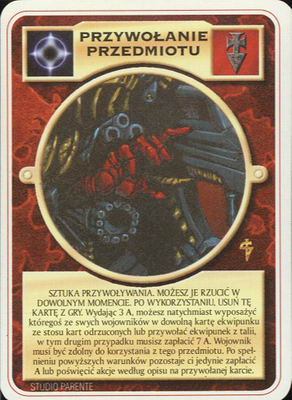 PRZYWOŁANIE
PRZEDMIOTU
SZTUKA PRZYWOŁYWANIA. MOŻESZ JE RZUCIĆ W
DOWOLNYM MOMENCIE. PO WYKORZYSTANIU, USUŃ TĘ
KARTĘ Z GRY. Wydając 3 A, możesz natychmiast wyposażyć
któregoś ze swych wojowników w dowolną kartę ekwipunku
ze stosu kart odrzuconych lub przywołać ekwipunek z talii,
w tym drugim przypadku musisz zapłacić 7 A. Wojownik
musi być zdolny do korzystania z tego przedmiotu. Po speł-
nieniu powyższych warunków pozostaje ci jedynie zapłacić
A lub poświęcić akcje według opisu na przywołanej karcie.
STUDIO PARENTE